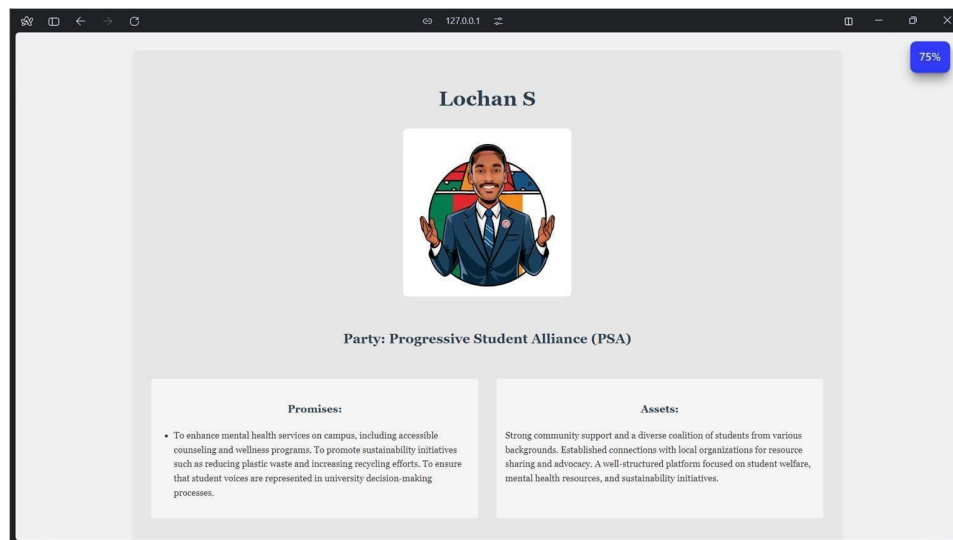 127.0.0.1
75%
Lochan S
Party: Progressive Student Alliance (PSA)
Promises:
• To enhance mental health services on campus, including accessible
counseling and wellness programs. To promote sustainability initiatives
such as reducing plastic waste and increasing recycling efforts. To ensure
that student voices are represented in university decision-making
processes.
Assets:
Strong community support and a diverse coalition of students from various
backgrounds. Established connections with local organizations for resource
sharing and advocacy. A well-structured platform focused on student welfare,
mental health resources, and sustainability initiatives.